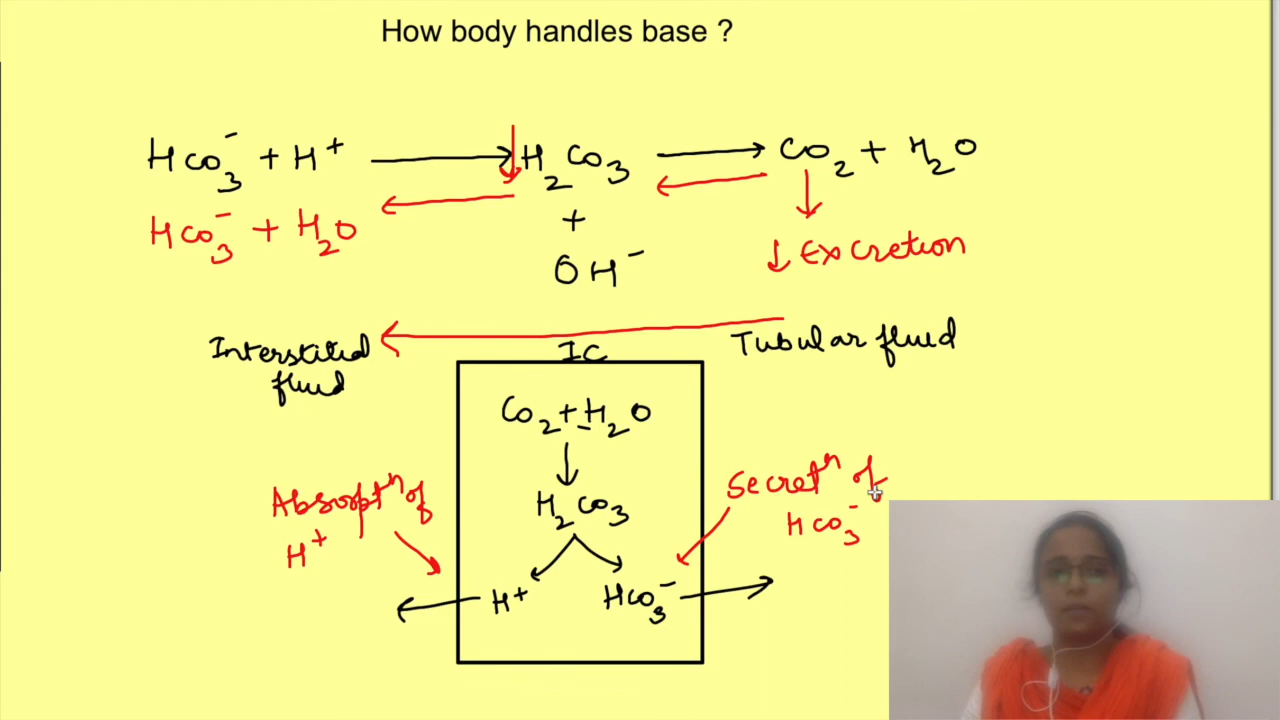 How body handles base ?
HCO3⁻ + H⁺ → H2CO3 → CO2 + H2O
HCO3⁻ + H2O
+
OH⁻
↓ Excretion
Interstitial
fluid
IC
Tubular fluid
CO2 + H2O
H2CO3
H⁺ HCO3⁻
Absorptⁿ of
H⁺
Secretⁿ of
HCO3⁻